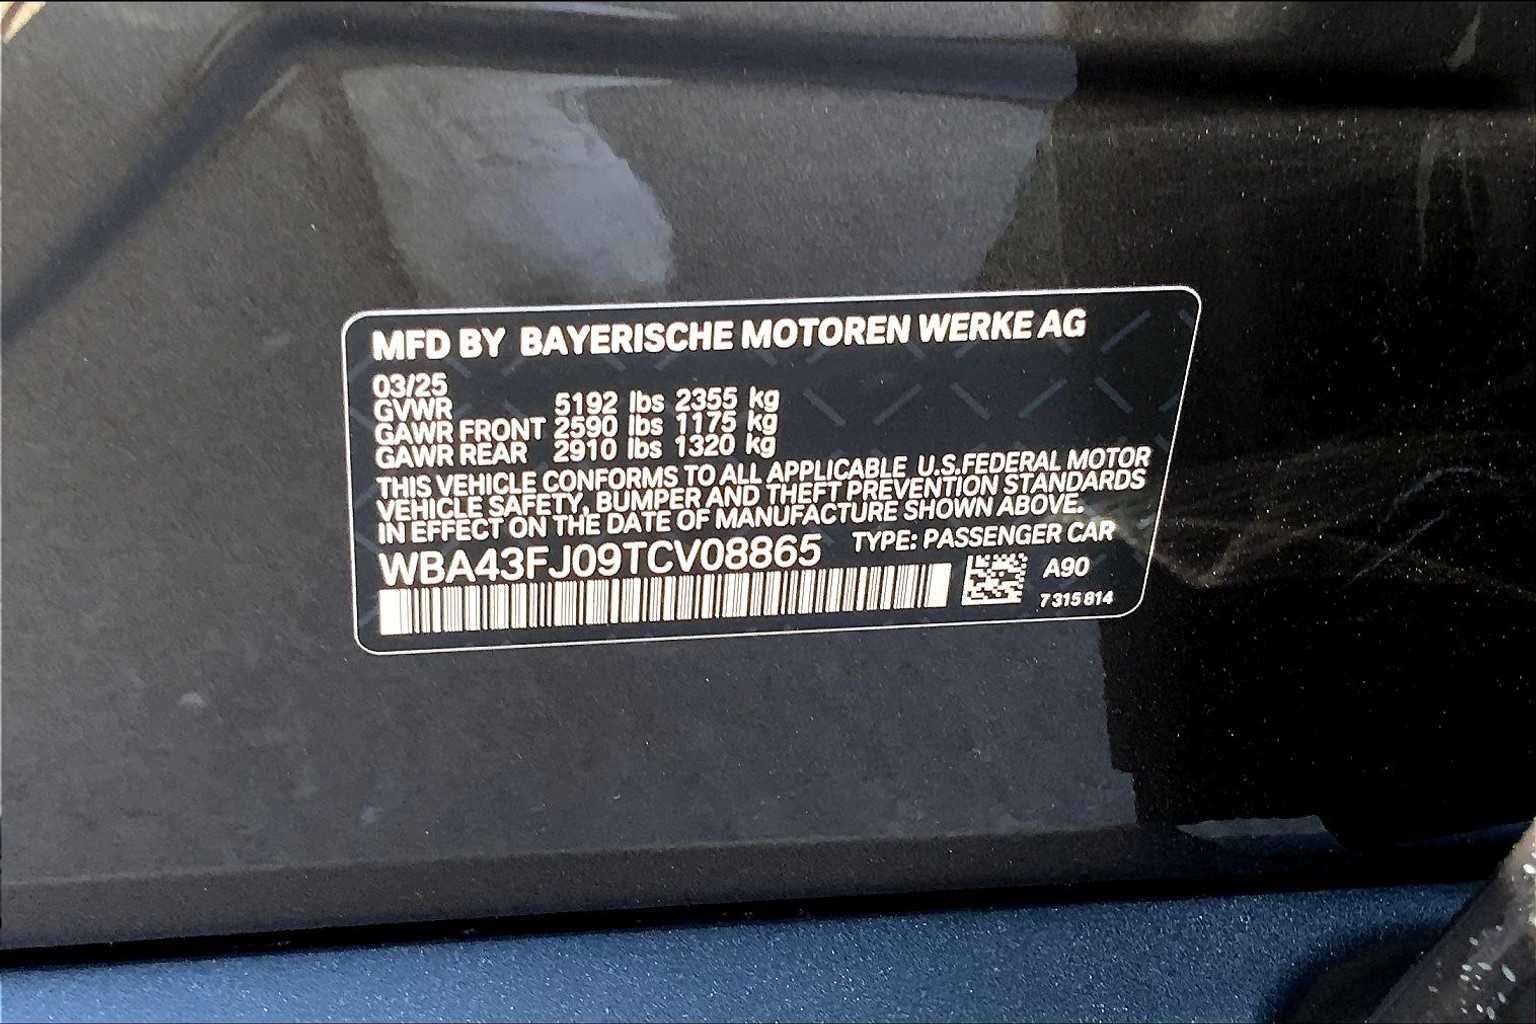 MFD BY BAYERISCHE MOTOREN WERKE AG
03/25
GVWR 5192 lbs 2355 kg
GAWR FRONT 2590 lbs 1175 kg
GAWR REAR 2910 lbs 1320 kg
THIS VEHICLE CONFORMS TO ALL APPLICABLE U.S.FEDERAL MOTOR
VEHICLE SAFETY, BUMPER AND THEFT PREVENTION STANDARDS
IN EFFECT ON THE DATE OF MANUFACTURE SHOWN ABOVE.
WBA43FJ09TCV08865 TYPE: PASSENGER CAR
A90
7 315 814